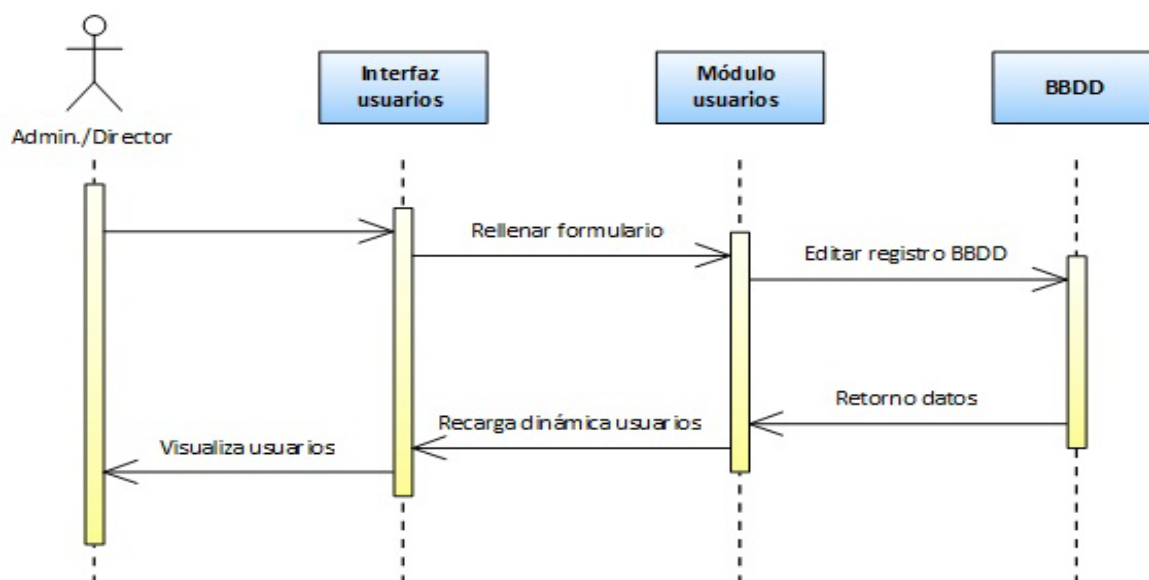 Interfaz
usuarios
Módulo
usuarios
BBDD
Admin./Director
Rellenar formulario
Editar registro BBDD
Retorno datos
Recarga dinámica usuarios
Visualiza usuarios